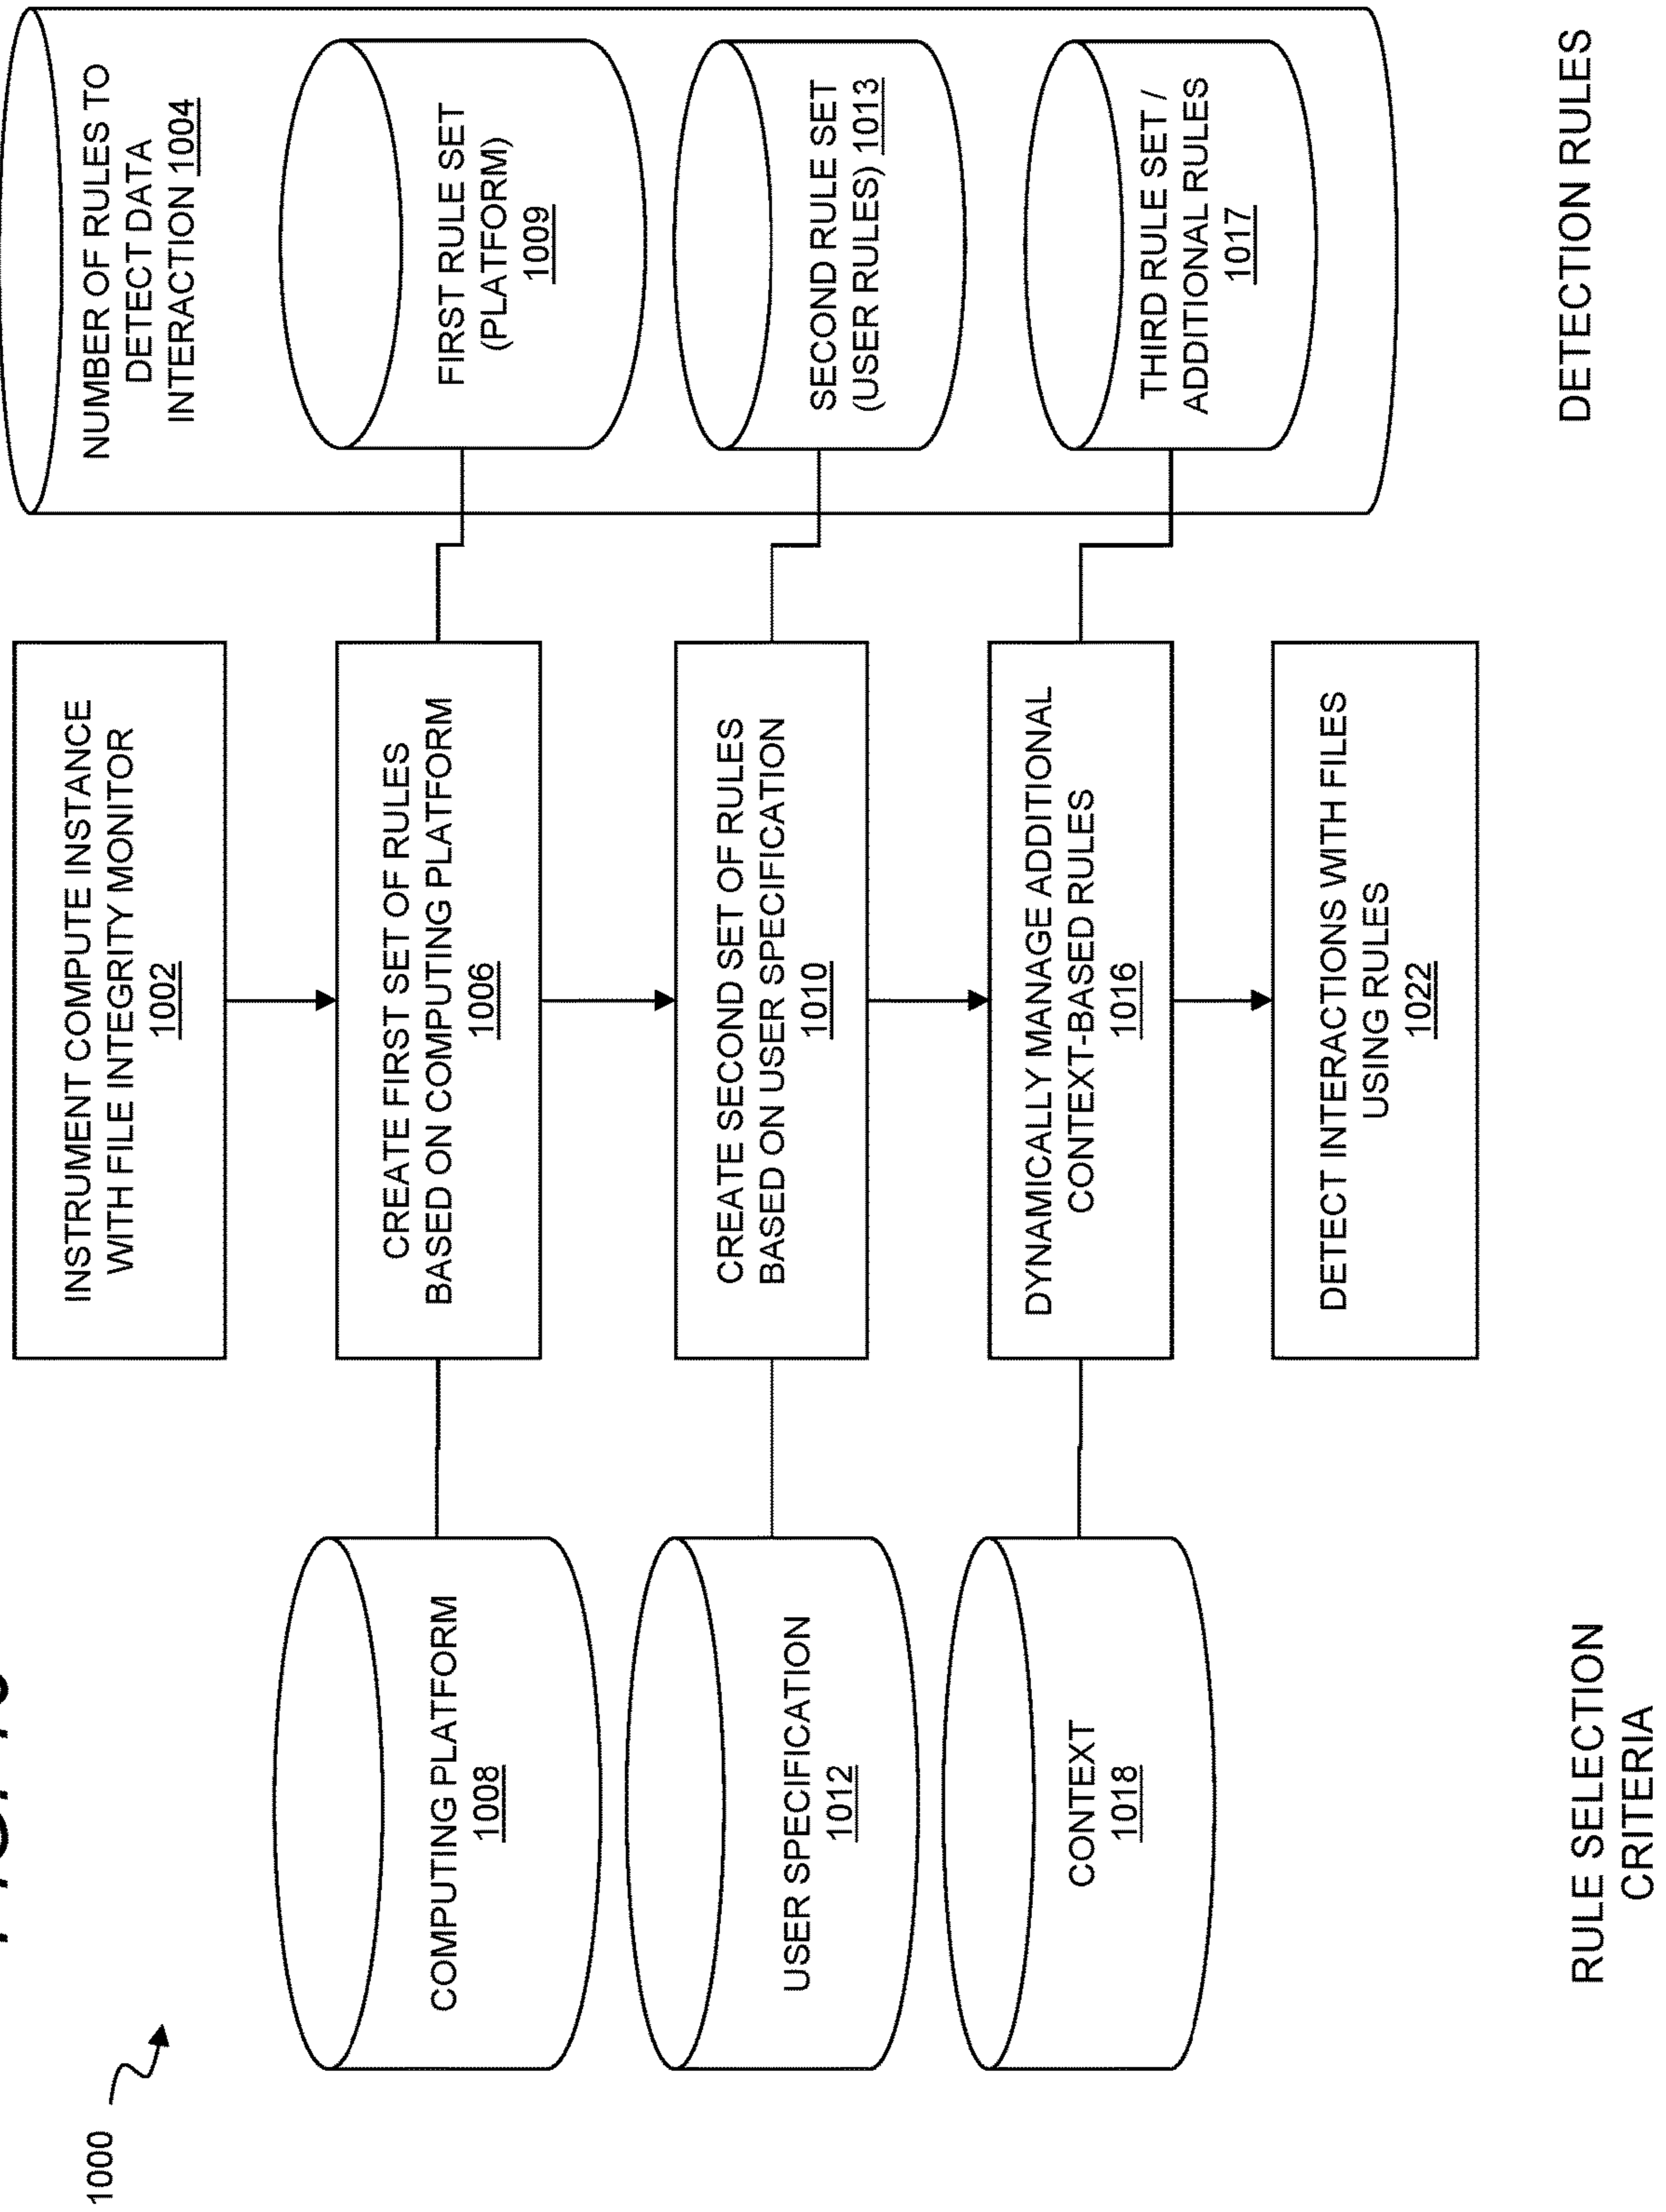 1000
INSTRUMENT COMPUTE INSTANCE
WITH FILE INTEGRITY MONITOR
1002
NUMBER OF RULES TO
DETECT DATA
INTERACTION 1004
COMPUTING PLATFORM
1008
CREATE FIRST SET OF RULES
BASED ON COMPUTING PLATFORM
1006
FIRST RULE SET
(PLATFORM)
1009
USER SPECIFICATION
1012
CREATE SECOND SET OF RULES
BASED ON USER SPECIFICATION
1010
SECOND RULE SET
(USER RULES) 1013
CONTEXT
1018
DYNAMICALLY MANAGE ADDITIONAL
CONTEXT-BASED RULES
1016
THIRD RULE SET /
ADDITIONAL RULES
1017
DETECT INTERACTIONS WITH FILES
USING RULES
1022
RULE SELECTION
CRITERIA
DETECTION RULES